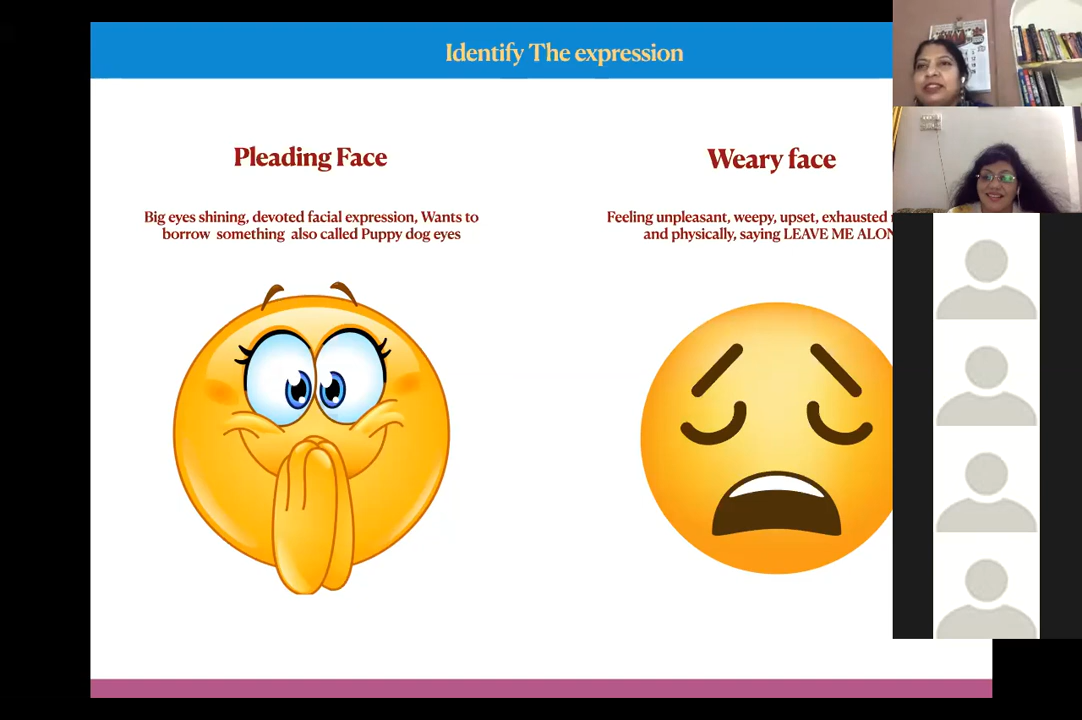 Identify The expression
Pleading Face
Big eyes shining, devoted facial expression, Wants to
borrow something also called Puppy dog eyes
Weary face
Feeling unpleasant, weepy, upset, exhausted
and physically, saying LEAVE ME